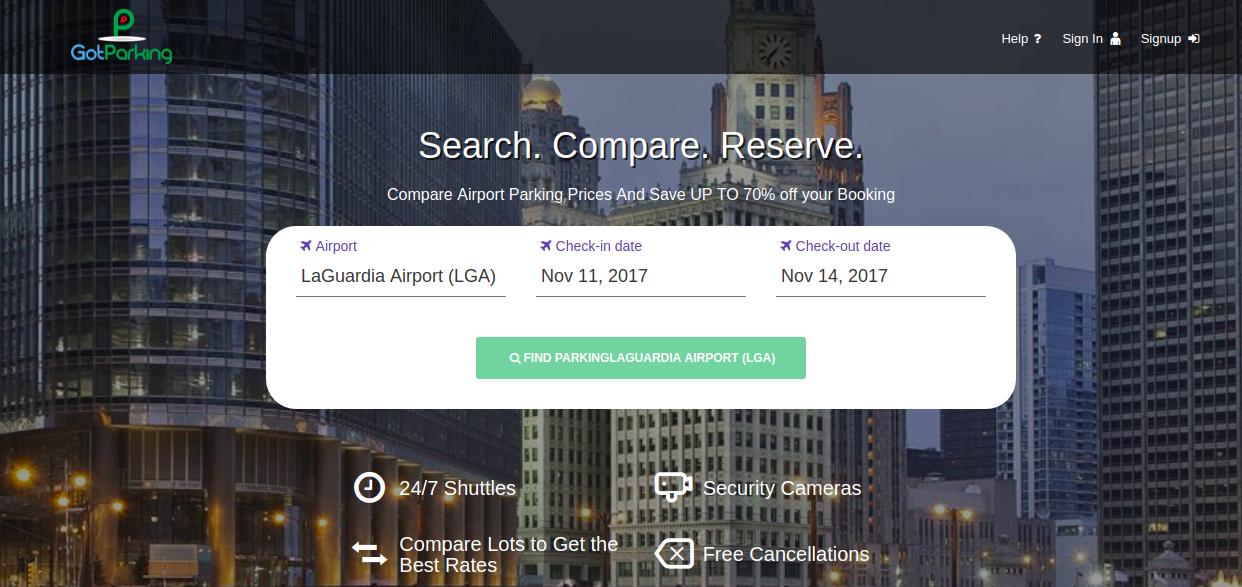 GotParking
Help ?
Sign In
Signup
Search. Compare. Reserve.
Compare Airport Parking Prices And Save UP TO 70% off your Booking
Airport
Check-in date
Check-out date
LaGuardia Airport (LGA)
Nov 11, 2017
Nov 14, 2017
FIND PARKINGLAGUARDIA AIRPORT (LGA)
24/7 Shuttles
Security Cameras
Compare Lots to Get the
Best Rates
Free Cancellations